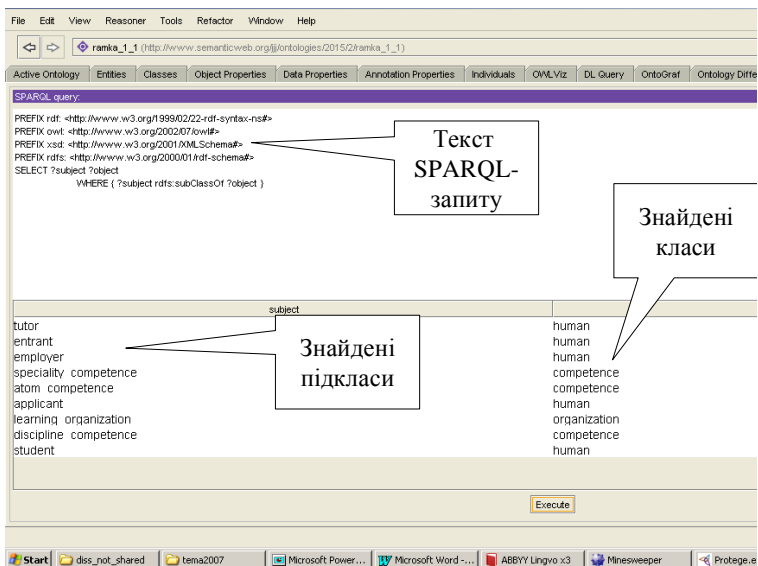 File Edit View Reasoner Tools Refactor Window Help
ramka_1_1 (http://www.semanticweb.org/jj/ontologies/2015/2/ramka_1_1)
Active Ontology Entities Classes Object Properties Data Properties Annotation Properties Individuals OWLViz DL Query OntoGraf Ontology Diffe
SPARQL query:
PREFIX rdf: <http://www.w3.org/1999/02/22-rdf-syntax-ns#>
PREFIX owl: <http://www.w3.org/2002/07/owl#>
PREFIX xsd: <http://www.w3.org/2001/XMLSchema#>
PREFIX rdfs: <http://www.w3.org/2000/01/rdf-schema#>
SELECT ?subject ?object
WHERE { ?subject rdfs:subClassOf ?object }
Текст
SPARQL-
запиту
Знайдені
класи
subject
tutor human
entrant human
employer human
speciality competence competence
atom competence competence
applicant human
learning organization organization
discipline competence competence
student human
Знайдені
підкласи
Execute
Start diss_not_shared tema2007 Microsoft Power... Microsoft Word -... ABBYY Lingvo x3 Minesweeper Protege.e